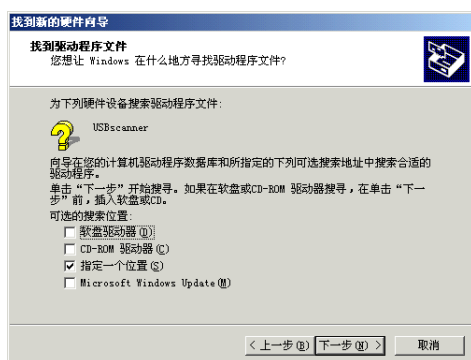 找到新的硬件向导
找到驱动程序文件
您想让 Windows 在什么地方寻找驱动程序文件?
为下列硬件设备搜索驱动程序文件:
USBscanner
向导在您的计算机驱动程序数据库和所指定的下列可选搜索地址中搜索合适的
驱动程序。
单击“下一步”开始搜寻。如果在软盘或CD-ROM 驱动器搜寻，在单击“下一
步”前，插入软盘或CD。
可选的搜索位置:
软盘驱动器(D)
CD-ROM 驱动器(C)
指定一个位置(S)
Microsoft Windows Update(M)
< 上一步(B) 下一步(N) > 取消